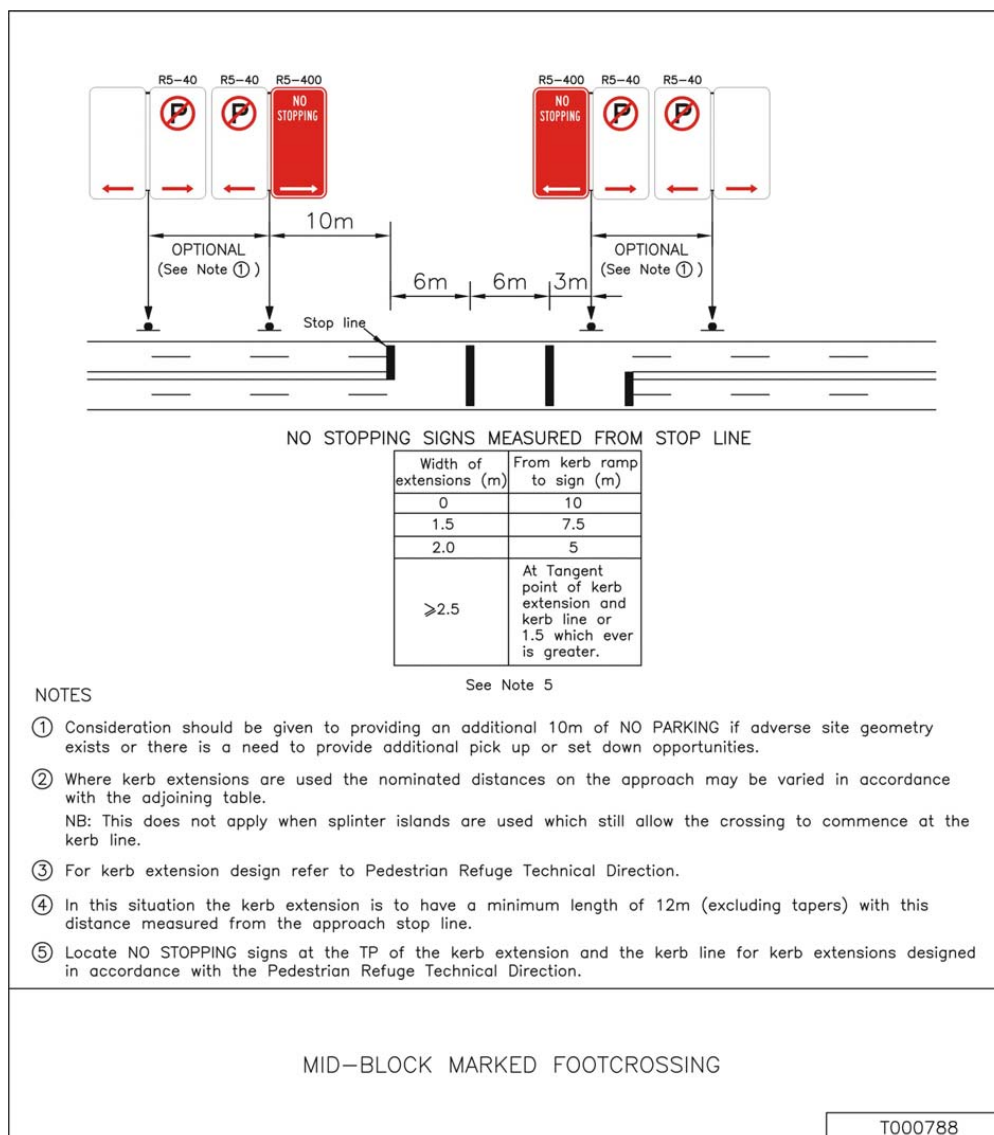 R5-40 R5-40 R5-400
NO
STOPPING
R5-400 R5-40 R5-40
NO
STOPPING
P P
P P
10m
OPTIONAL
(See Note ①)
OPTIONAL
(See Note ①)
6m 6m 3m
Stop line
NO STOPPING SIGNS MEASURED FROM STOP LINE
Width of extensions (m)
From kerb ramp to sign (m)
0 10
1.5 7.5
2.0 5
⩾2.5
At Tangent
point of kerb
extension and
kerb line or
1.5 which ever
is greater.
See Note 5
NOTES
① Consideration should be given to providing an additional 10m of NO PARKING if adverse site geometry
exists or there is a need to provide additional pick up or set down opportunities.
② Where kerb extensions are used the nominated distances on the approach may be varied in accordance
with the adjoining table.
NB: This does not apply when splinter islands are used which still allow the crossing to commence at the
kerb line.
③ For kerb extension design refer to Pedestrian Refuge Technical Direction.
④ In this situation the kerb extension is to have a minimum length of 12m (excluding tapers) with this
distance measured from the approach stop line.
⑤ Locate NO STOPPING signs at the TP of the kerb extension and the kerb line for kerb extensions designed
in accordance with the Pedestrian Refuge Technical Direction.
MID-BLOCK MARKED FOOTCROSSING
T000788